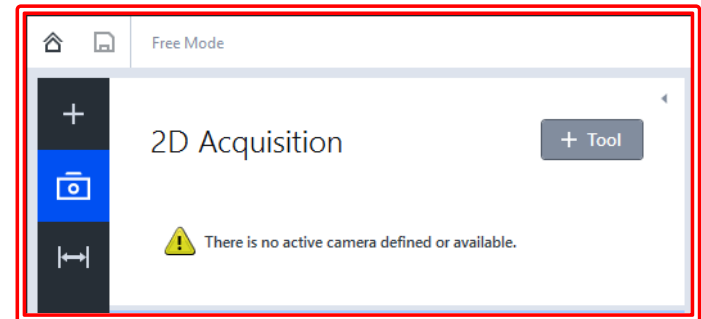 Free Mode
2D Acquisition
+ Tool
There is no active camera defined or available.